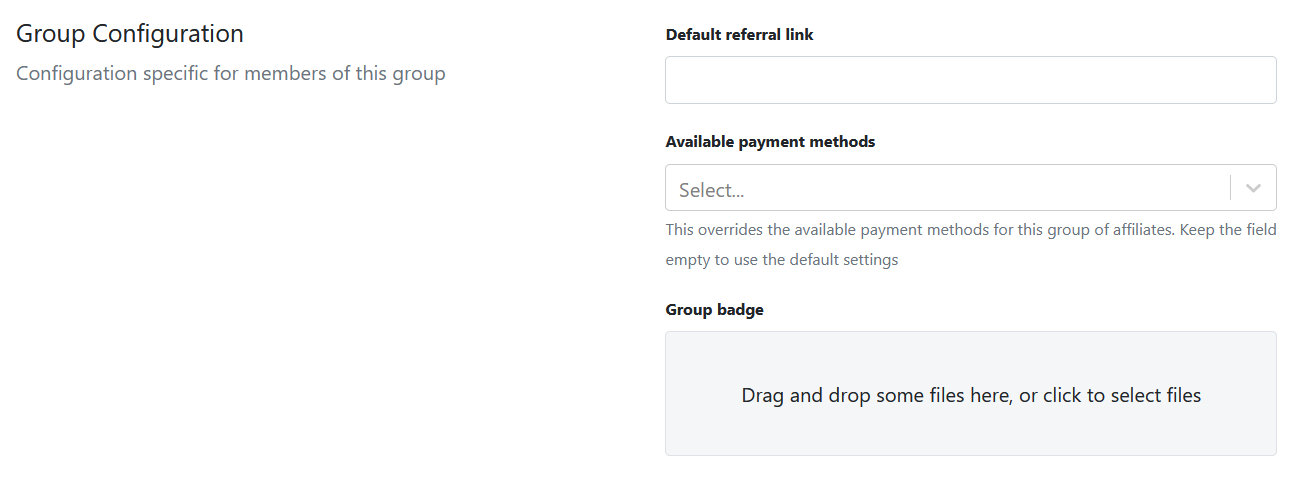 Group Configuration
Configuration specific for members of this group
Default referral link
Available payment methods
Select...
This overrides the available payment methods for this group of affiliates. Keep the field
empty to use the default settings
Group badge
Drag and drop some files here, or click to select files